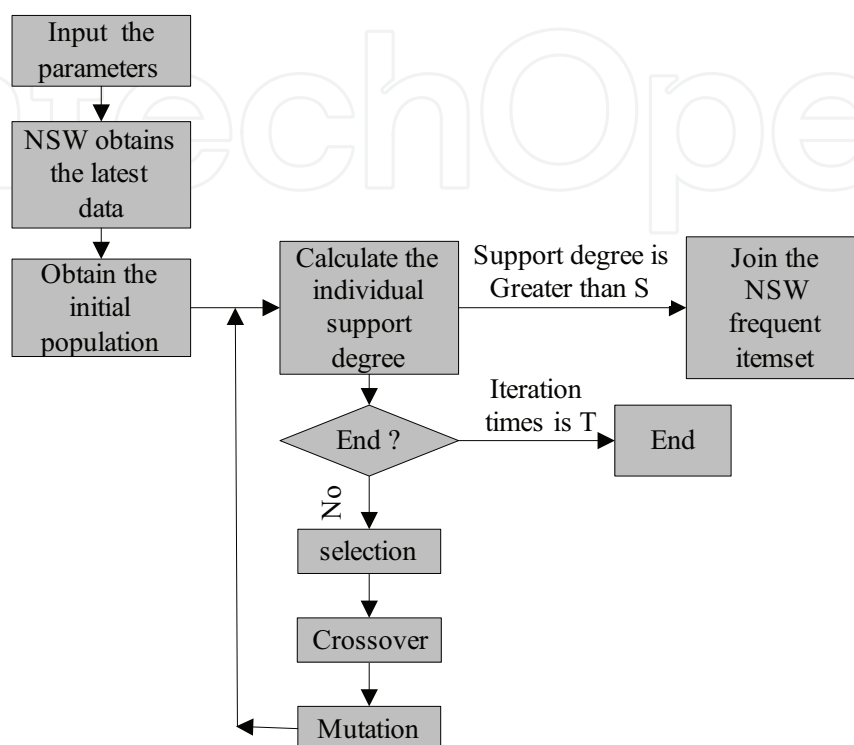 Input the
parameters
NSW obtains
the latest
data
Obtain the
initial
population
Calculate the
individual
support
degree
Support degree is
Greater than S
Join the
NSW
frequent
itemset
End ?
Iteration
times is T
End
No
selection
Crossover
Mutation